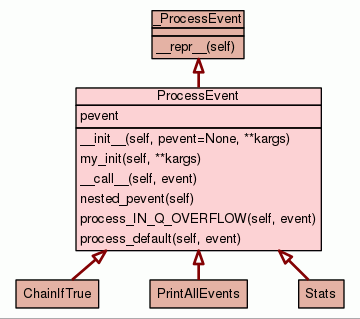 _ProcessEvent
__repr__(self)
ProcessEvent
pevent
__init__(self, pevent=None, **kargs)
my_init(self, **kargs)
__call__(self, event)
nested_pevent(self)
process_IN_Q_OVERFLOW(self, event)
process_default(self, event)
ChainIfTrue
PrintAllEvents
Stats